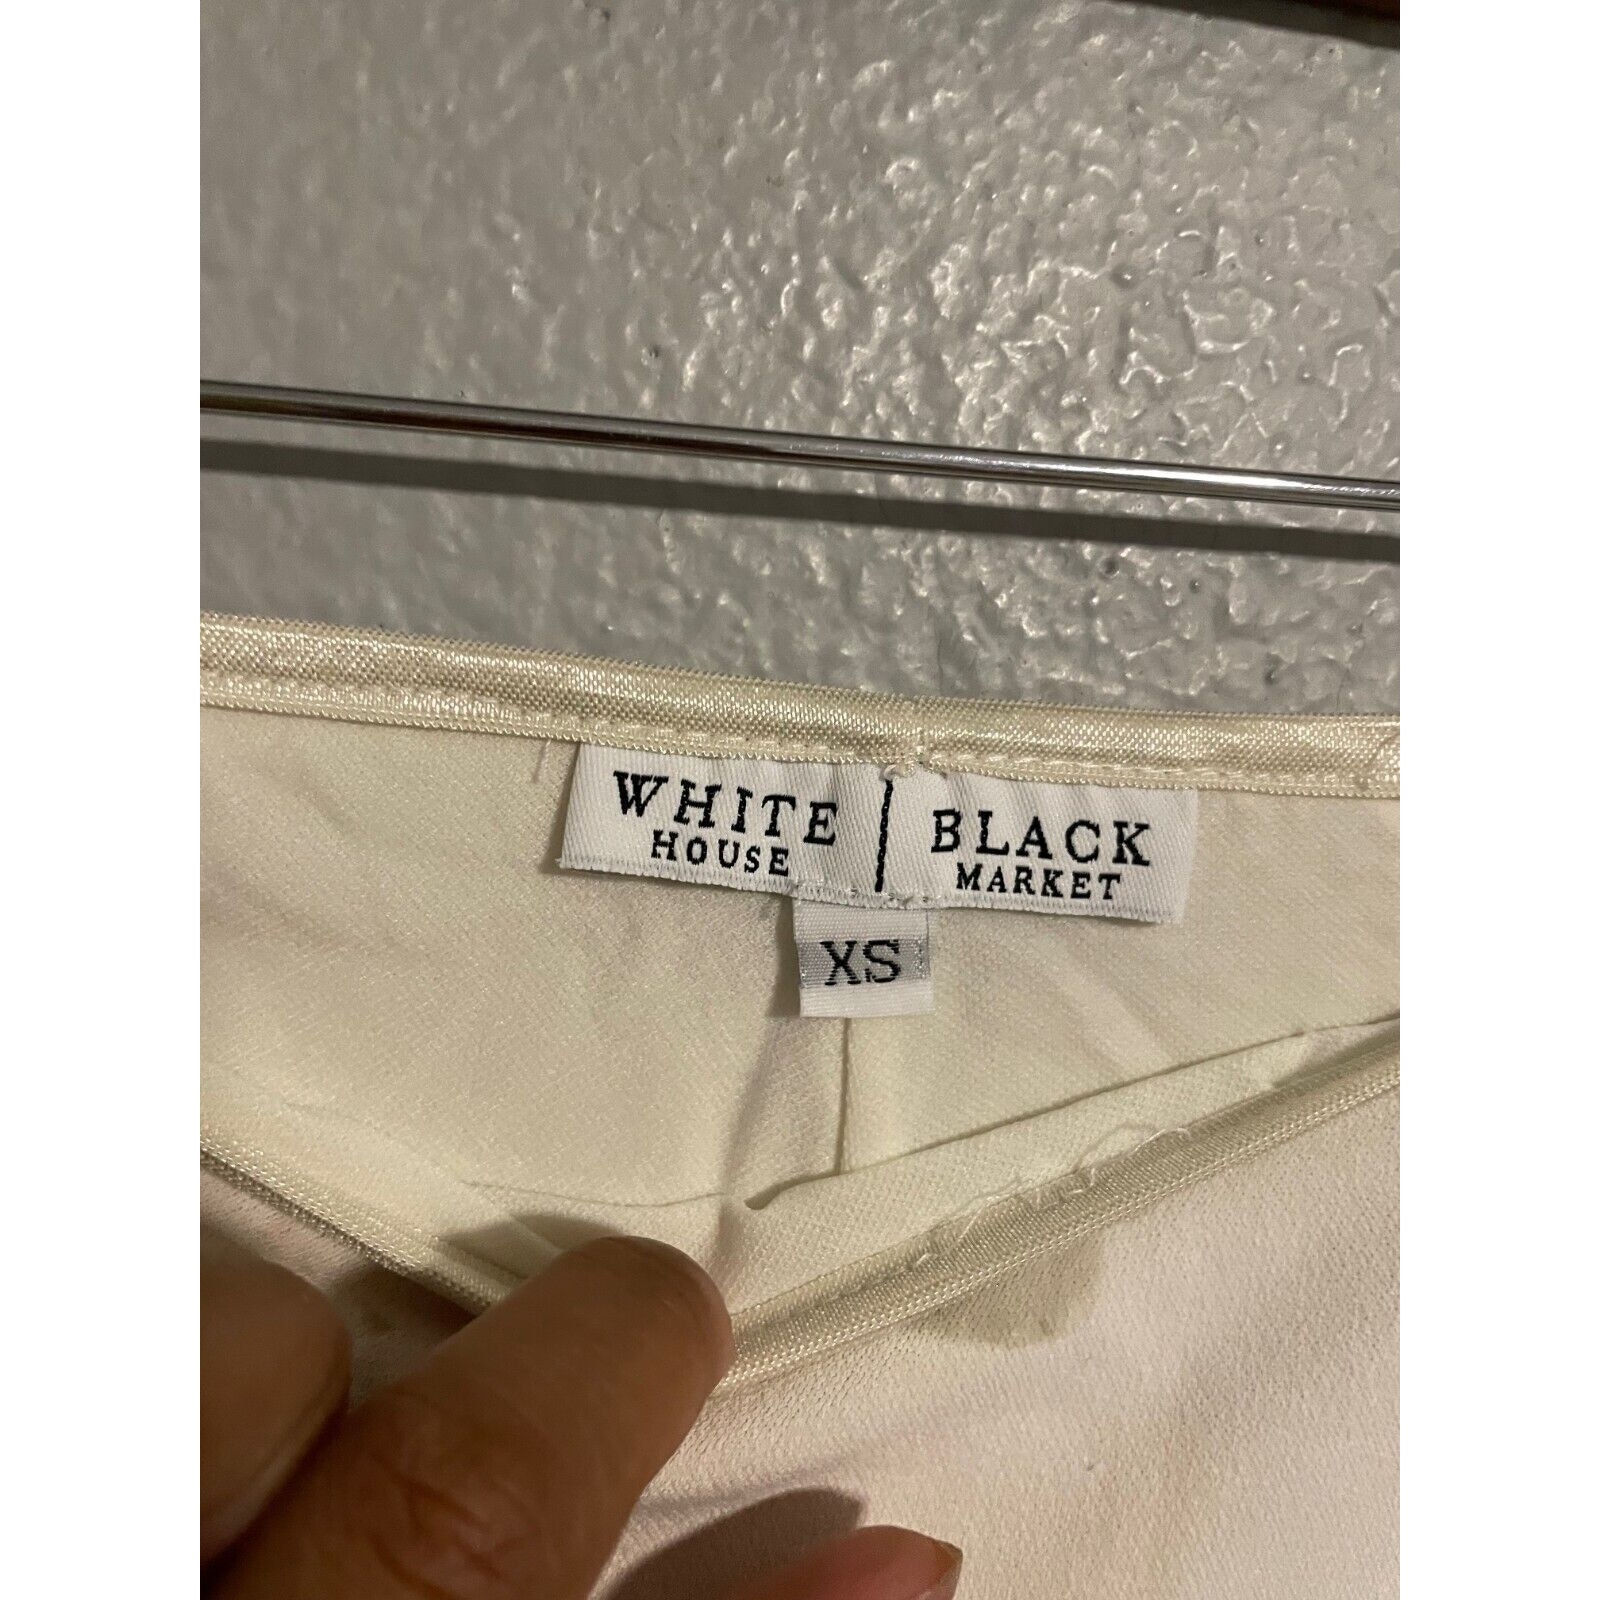 WHITE | BLACK
HOUSE | MARKET
XS